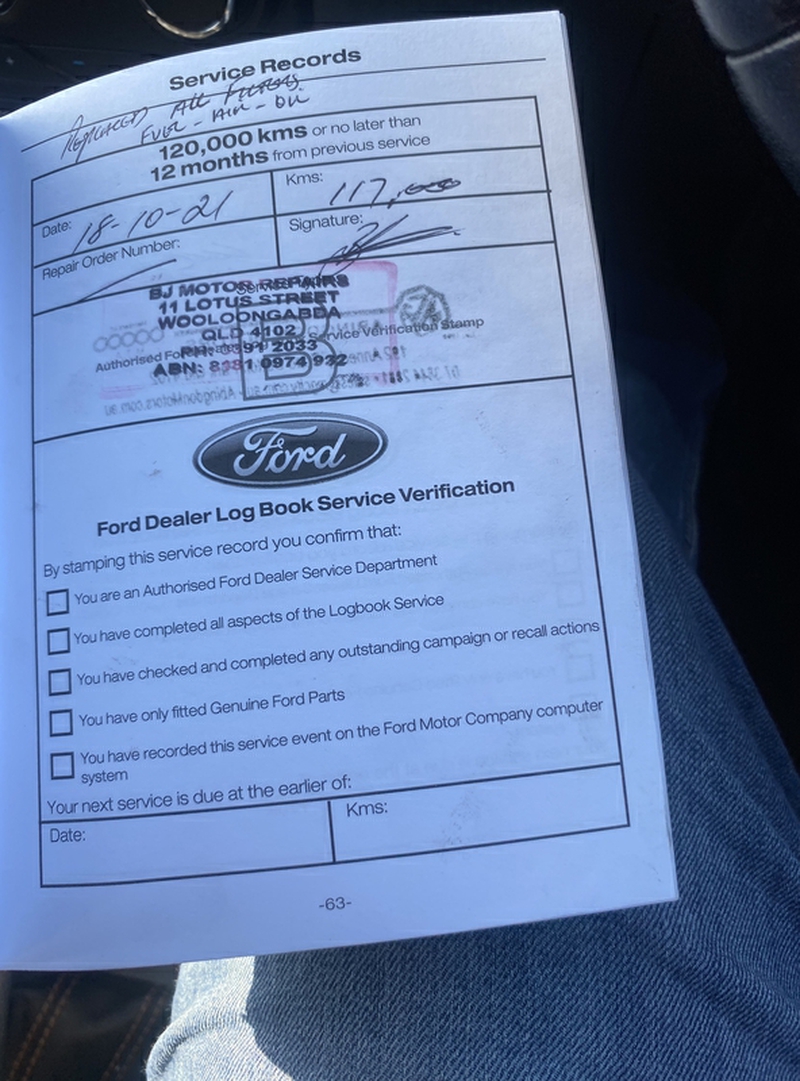 Service Records
REPLACED ALL FILTERS
FUEL - AIR - OIL
120,000 kms or no later than
12 months from previous service
Date: 18-10-21
Kms: 117,000
Repair Order Number:
Signature:
BJ MOTOR REPAIRS
11 LOTUS STREET
WOOLOONGABBA
QLD 4102
Service Verification Stamp
Authorised
PH: 2033
ABN: 8381 0974 932
Ford
Ford Dealer Log Book Service Verification
By stamping this service record you confirm that:
You are an Authorised Ford Dealer Service Department
You have completed all aspects of the Logbook Service
You have checked and completed any outstanding campaign or recall actions
You have only fitted Genuine Ford Parts
You have recorded this service event on the Ford Motor Company computer
system
Your next service is due at the earlier of:
Date:
Kms:
-63-